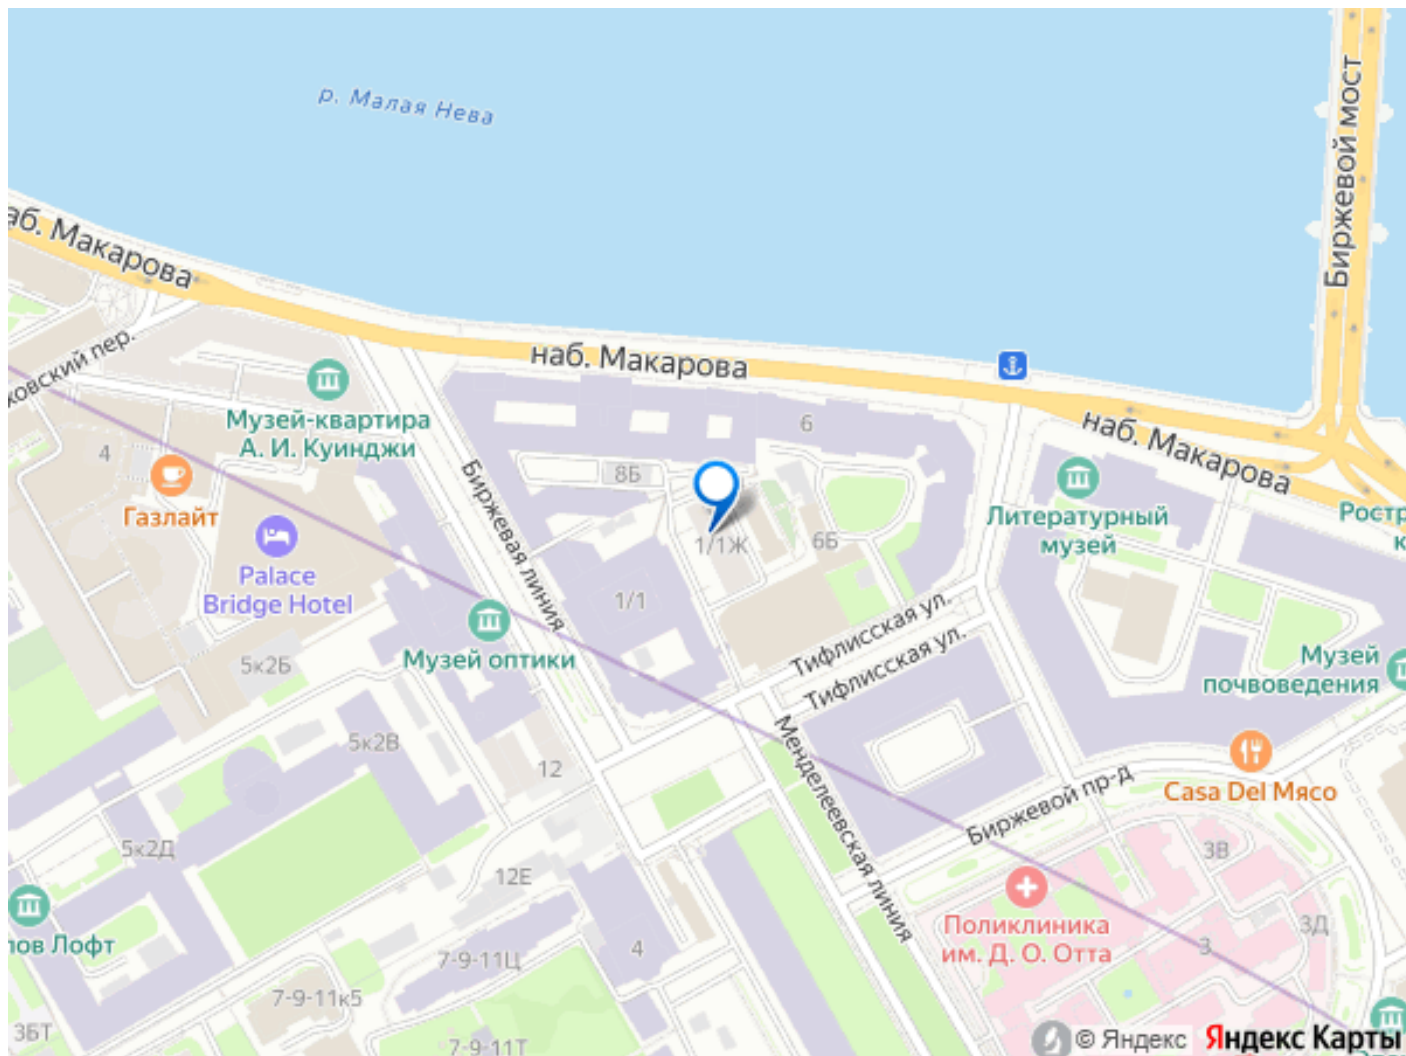 р. Малая Нева
Биржевой мост
наб. Макарова
наб. Макарова
наб. Макарова
Музей-квартира
А. И. Куинджи
4
6
8Б
Газлайт
Palace
Bridge Hotel
Биржевая линия
1/1Ж
6Б
1/1
Литературный
музей
Музей оптики
Тифлисская ул.
Тифлисская ул.
Музей
почвоведения
5к2Б
5к2В
12
Менделеевская линия
Casa Del Мясо
Биржевой пр-д
5к2Д
12Е
3В
Поликлиника
им. Д. О. Отта
3Д
3
4
7-9-11Ц
7-9-11к5
3БТ
7-9-11Т
Лофт
пер.
© Яндекс
Яндекс Карты